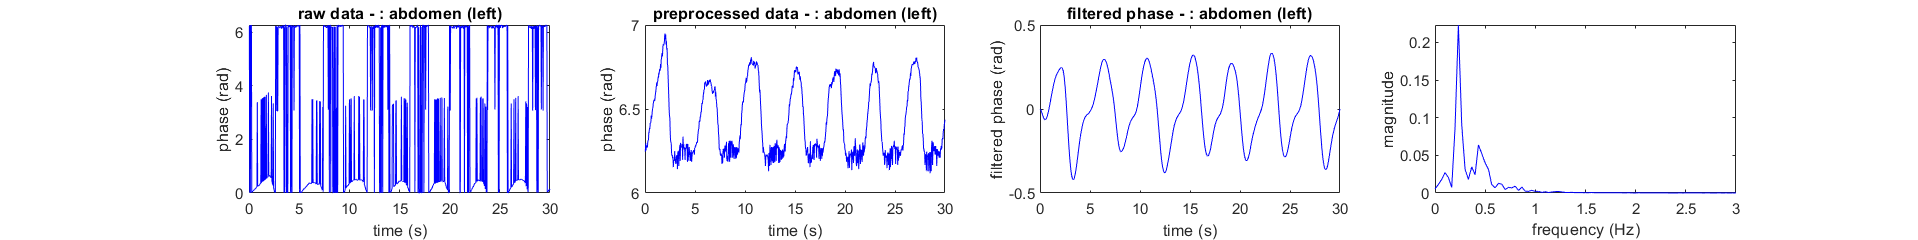 raw data - : abdomen (left)
6
4
2
0
phase (rad)
0 5 10 15 20 25 30
time (s)
preprocessed data - : abdomen (left)
7
6.5
6
phase (rad)
0 5 10 15 20 25 30
time (s)
filtered phase - : abdomen (left)
0.5
0
-0.5
filtered phase (rad)
0 5 10 15 20 25 30
time (s)
0.2
0.15
0.1
0.05
0
magnitude
0 0.5 1 1.5 2 2.5 3
frequency (Hz)